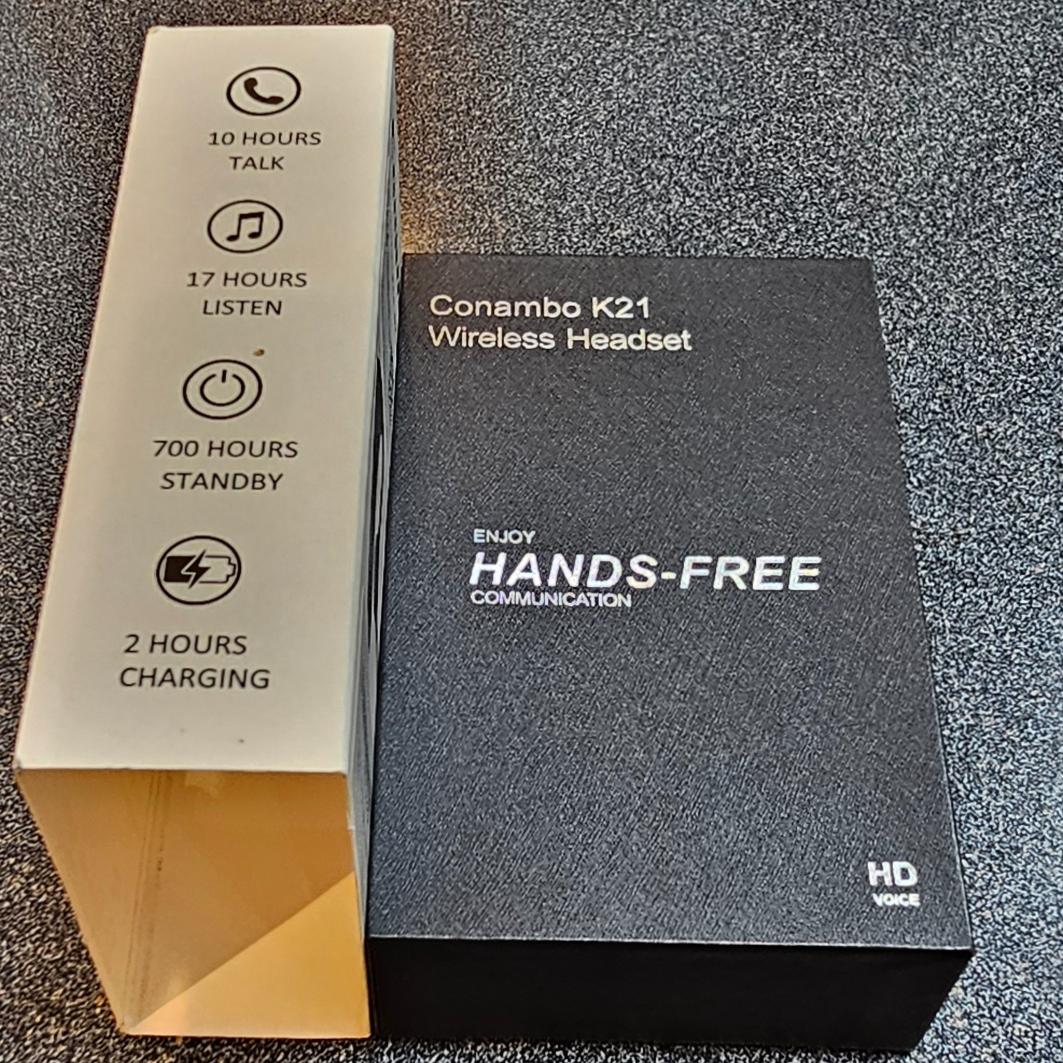 10 HOURS
TALK
17 HOURS
LISTEN
700 HOURS
STANDBY
2 HOURS
CHARGING
Conambo K21
Wireless Headset
ENJOY
HANDS-FREE
COMMUNICATION
HD
VOICE